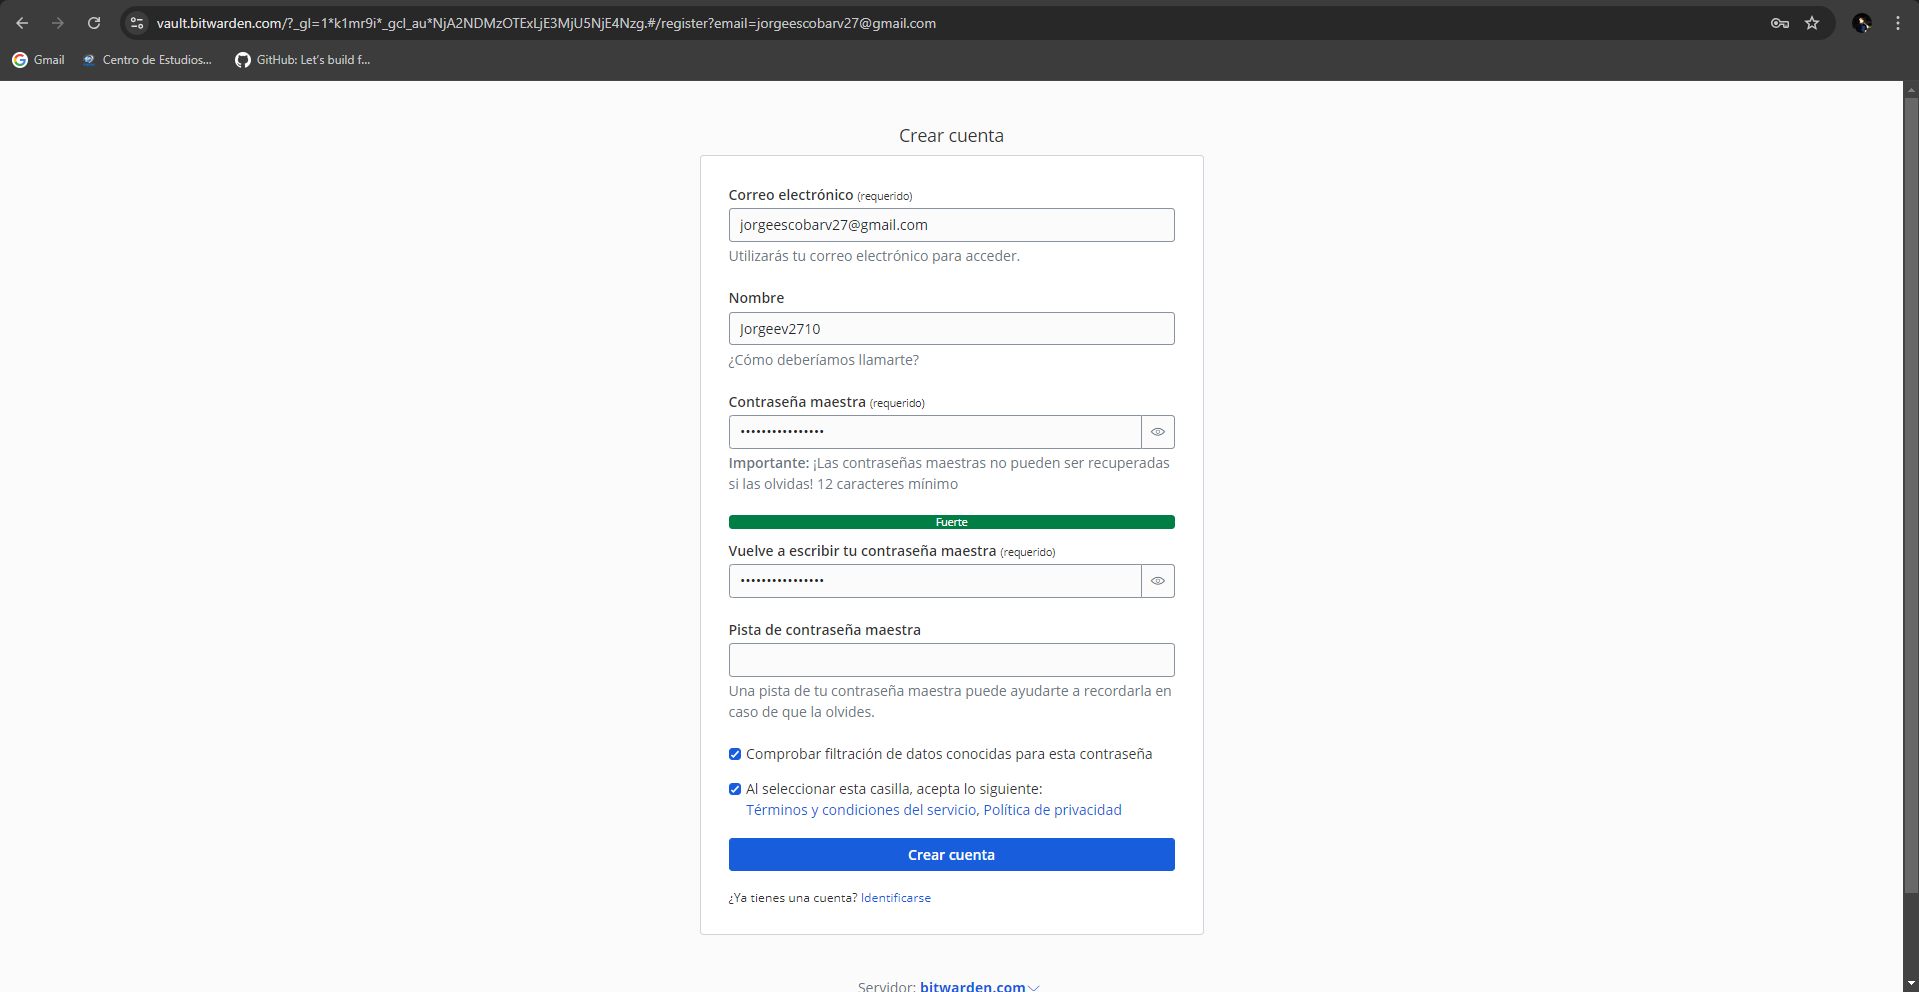 vault.bitwarden.com/?_gl=1*k1mr9i*_gcl_au*NjA2NDMzOTExLjE3MjU5NjE4Nzg.#/register?email=jorgeescobarv27@gmail.com
Gmail
Centro de Estudios...
GitHub: Let's build f...
Crear cuenta
Correo electrónico (requerido)
jorgeescobarv27@gmail.com
Utilizarás tu correo electrónico para acceder.
Nombre
Jorgeev2710
¿Cómo deberíamos llamarte?
Contraseña maestra (requerido)
••••••••••••••••
Importante: ¡Las contraseñas maestras no pueden ser recuperadas
si las olvidas! 12 caracteres mínimo
Fuerte
Vuelve a escribir tu contraseña maestra (requerido)
••••••••••••••••
Pista de contraseña maestra
Una pista de tu contraseña maestra puede ayudarte a recordarla en
caso de que la olvides.
Comprobar filtración de datos conocidas para esta contraseña
Al seleccionar esta casilla, acepta lo siguiente:
Términos y condiciones del servicio, Política de privacidad
Crear cuenta
¿Ya tienes una cuenta? Identificarse
Servidor: bitwarden.com